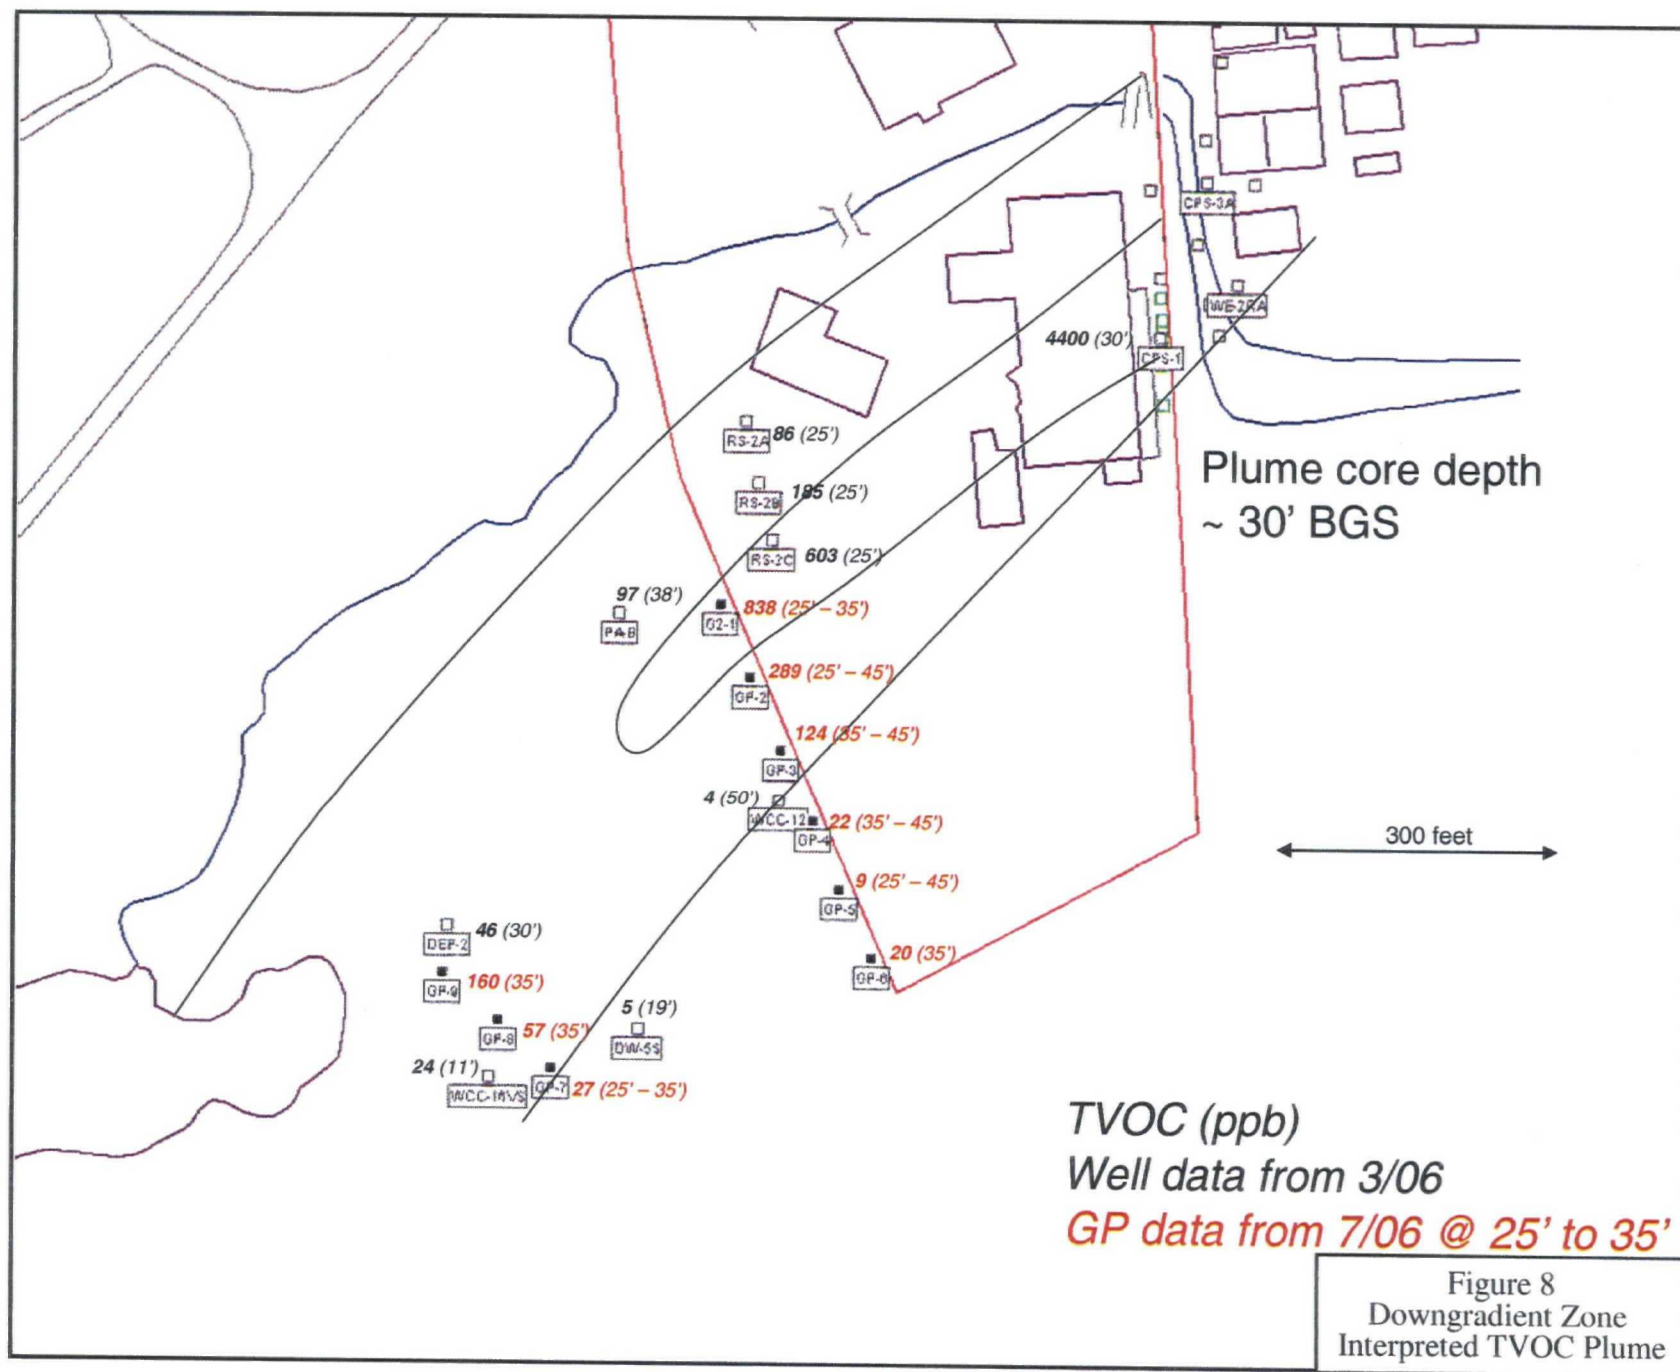 CPS-3A
WE-2RA
4400 (30')
CPS-1
Plume core depth
~ 30' BGS
RS-2A 86 (25')
RS-2B 185 (25')
RS-2C 603 (25')
97 (38')
838 (25' – 35')
289 (25' – 45')
GP-2
124 (35' – 45')
GP-3
4 (50')
WCC-12
22 (35' – 45')
GP-4
300 feet
9 (25' – 45')
GP-5
46 (30')
DEP-2
20 (35')
GP-6
160 (35')
GP-9
57 (35')
GP-8
5 (19')
DW-5S
24 (11')
GP-7 27 (25' – 35')
TVOC (ppb)
Well data from 3/06
GP data from 7/06 @ 25' to 35'
Figure 8
Downgradient Zone
Interpreted TVOC Plume